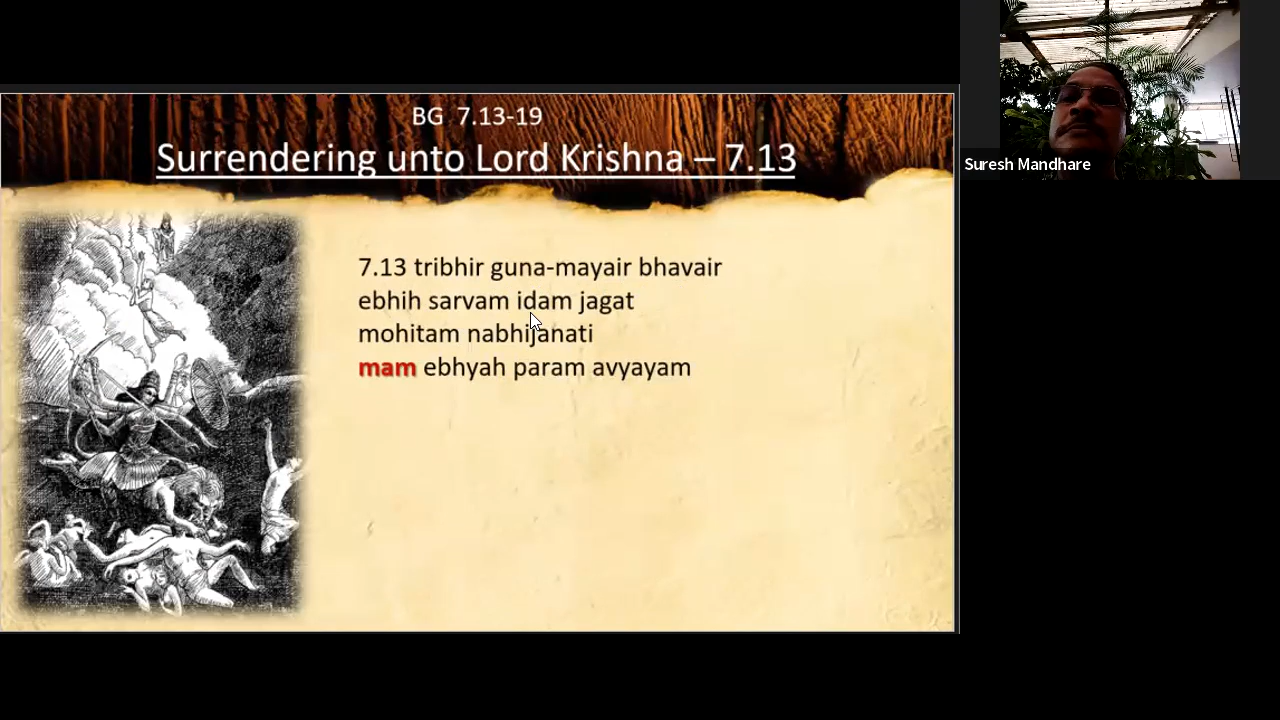 BG 7.13-19
Surrendering unto Lord Krishna – 7.13
7.13 tribhir guna-mayair bhavair
ebhih sarvam idam jagat
mohitam nabhijanati
mam ebhyah param avyayam
Suresh Mandhare